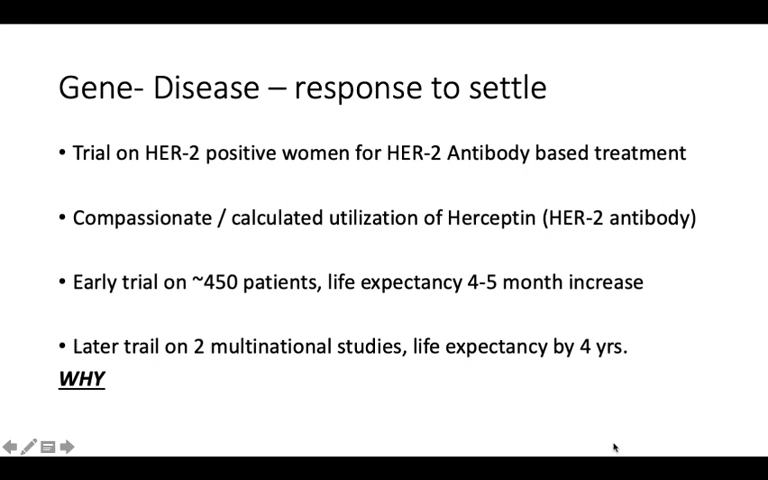 Gene- Disease – response to settle
• Trial on HER-2 positive women for HER-2 Antibody based treatment
• Compassionate / calculated utilization of Herceptin (HER-2 antibody)
• Early trial on ~450 patients, life expectancy 4-5 month increase
• Later trail on 2 multinational studies, life expectancy by 4 yrs.
WHY